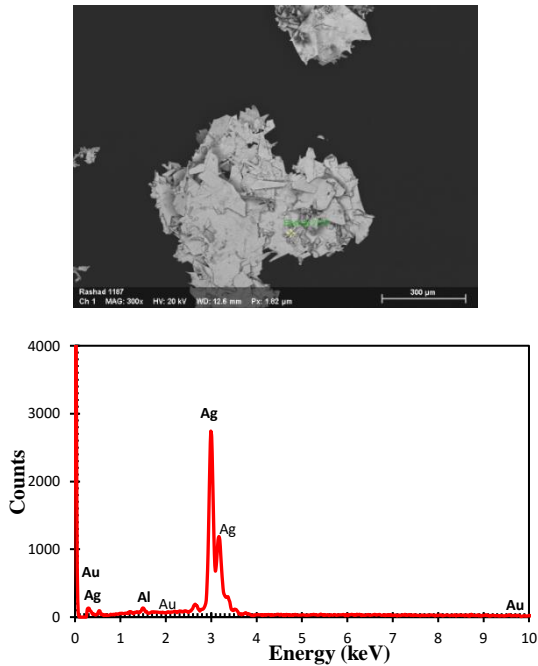 Rashad 1187
Ch 1 MAG: 300x HV: 20 kV WD: 12.6 mm Px: 1.62 µm
300 µm
4000
3000
2000
1000
0
Counts
Ag
Ag
Au
Ag
Al
Au
Au
0 1 2 3 4 5 6 7 8 9 10
Energy (keV)